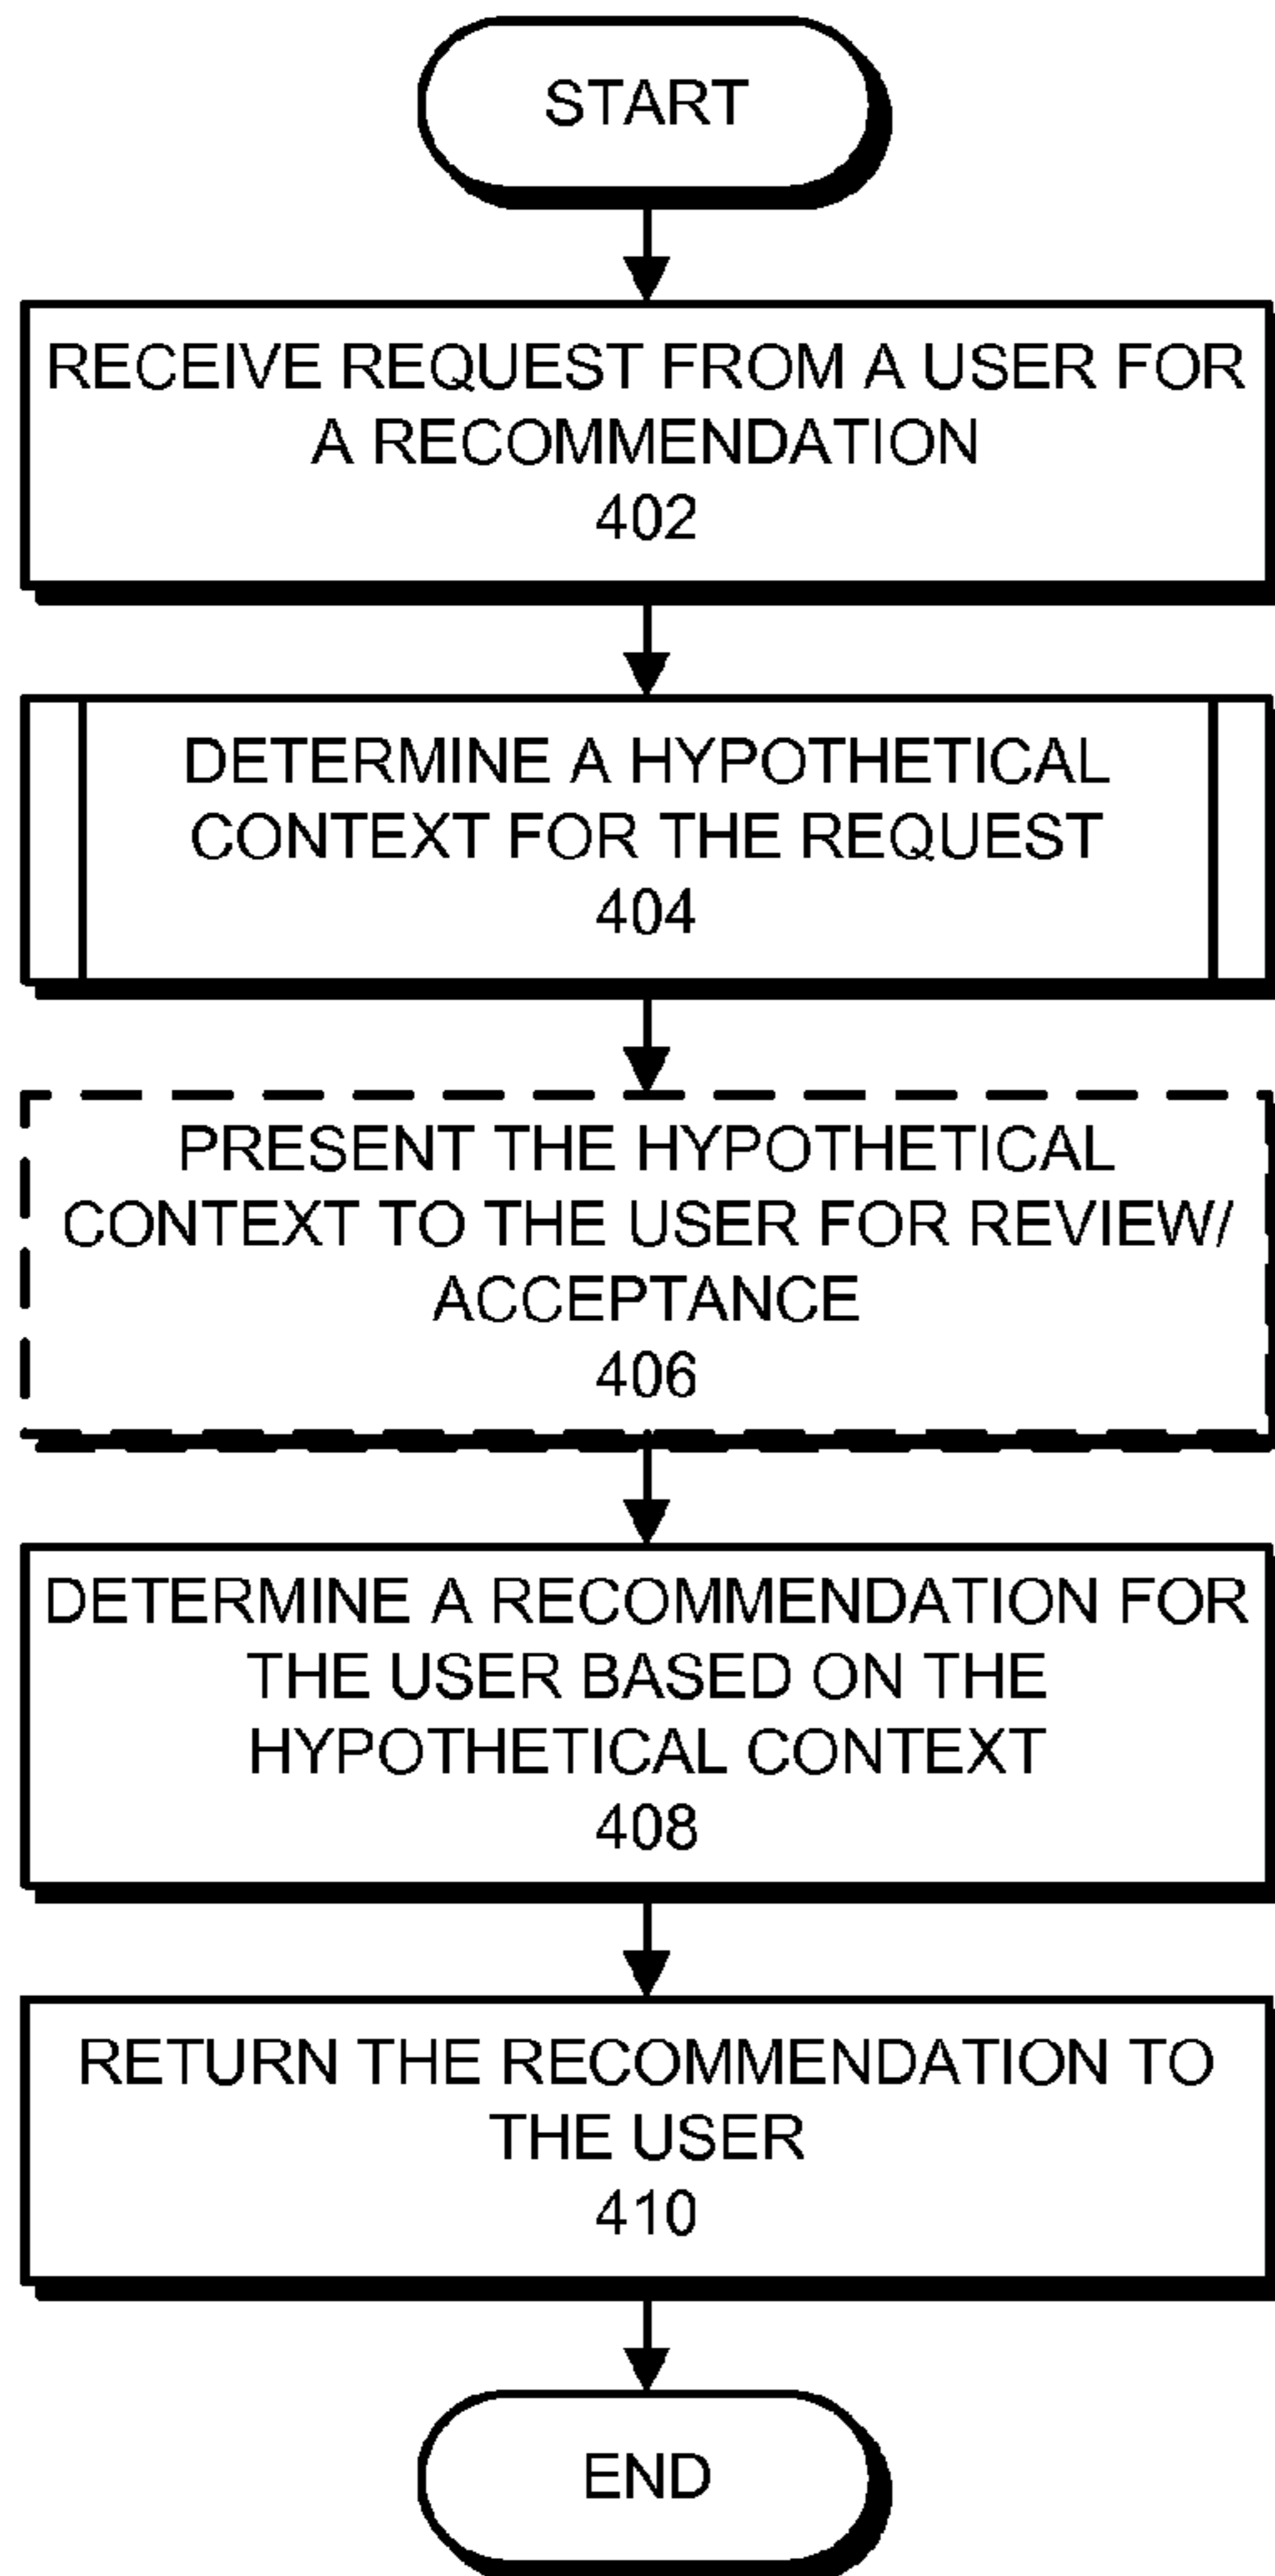 START
RECEIVE REQUEST FROM A USER FOR
A RECOMMENDATION
402
DETERMINE A HYPOTHETICAL
CONTEXT FOR THE REQUEST
404
PRESENT THE HYPOTHETICAL
CONTEXT TO THE USER FOR REVIEW/
ACCEPTANCE
406
DETERMINE A RECOMMENDATION FOR
THE USER BASED ON THE
HYPOTHETICAL CONTEXT
408
RETURN THE RECOMMENDATION TO
THE USER
410
END